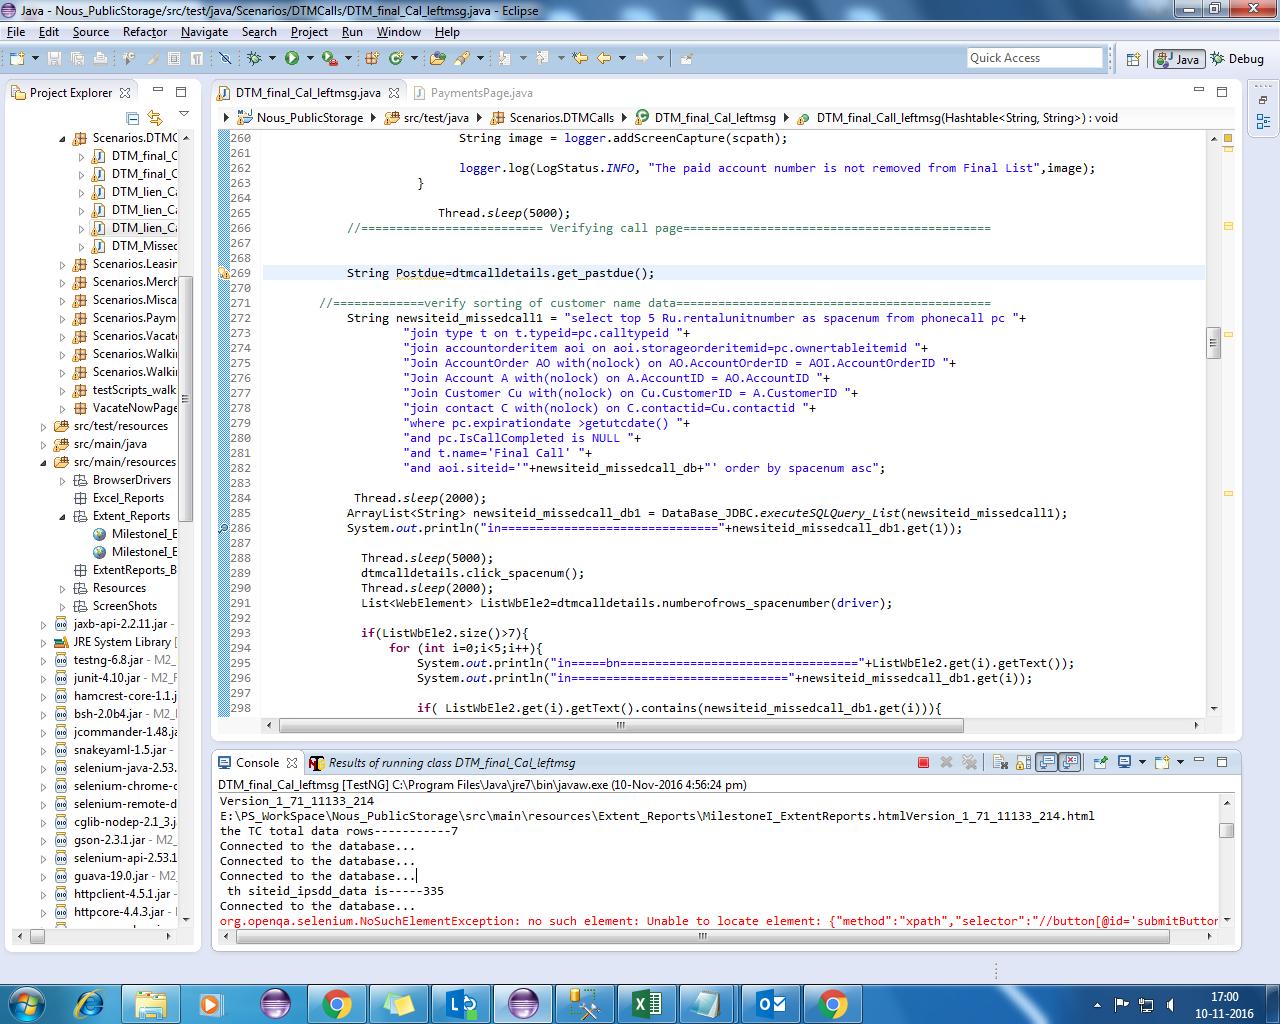 Java - Nous_PublicStorage/src/test/java/Scenarios/DTMCalls/DTM_final_Cal_leftmsg.java - Eclipse
File Edit Source Refactor Navigate Search Project Run Window Help
Quick Access
Java
Debug
Project Explorer
Scenarios.DTMC
DTM_final_C
DTM_final_C
DTM_lien_Ca
DTM_lien_Ca
DTM_lien_Ca
DTM_Missed
Scenarios.Leasin
Scenarios.Merch
Scenarios.Misca
Scenarios.Paym
Scenarios.Vacat
Scenarios.Walki
Scenarios.Walki
testScripts_walk
VacateNowPage
src/test/resources
src/main/java
src/main/resources
BrowserDrivers
Excel_Reports
Extent_Reports
MilestoneI_E
MilestoneI_E
ExtentReports_B
Resources
ScreenShots
jaxb-api-2.2.11.jar
JRE System Library [
testng-6.8.jar - M2_
junit-4.10.jar - M2_R
hamcrest-core-1.1.j
bsh-2.0b4.jar - M2_
jcommander-1.48.j
snakeyaml-1.5.jar -
selenium-java-2.53.
selenium-chrome-
selenium-remote-d
cglib-nodep-2.1_3.j
gson-2.3.1.jar - M2_
selenium-api-2.53.1
guava-19.0.jar - M2_
httpclient-4.5.1.jar -
httpcore-4.4.3.jar -
DTM_final_Cal_leftmsg.java
PaymentsPage.java
Nous_PublicStorage src/test/java Scenarios.DTMCalls DTM_final_Cal_leftmsg DTM_final_Call_leftmsg(Hashtable<String, String>) : void
260 String image = logger.addScreenCapture(scpath);
261
262 logger.log(LogStatus.INFO, "The paid account number is not removed from Final List",image);
263 }
264
265 Thread.sleep(5000);
266 //========================== Verifying call page============================================
267
268
269 String Postdue=dtmcalldetails.get_pastdue();
270
271 //=============verify sorting of customer name data=============================================
272 String newsiteid_missedcall1 = "select top 5 Ru.rentalunitnumber as spacenum from phonecall pc "+
273 "join type t on t.typeid=pc.calltypeid "+
274 "join accountorderitem aoi on aoi.storageorderitemid=pc.ownertableitemid "+
275 "Join AccountOrder AO with(nolock) on AO.AccountOrderID = AOI.AccountOrderID "+
276 "Join Account A with(nolock) on A.AccountID = AO.AccountID "+
277 "Join Customer Cu with(nolock) on Cu.CustomerID = A.CustomerID "+
278 "join contact C with(nolock) on C.contactid=Cu.contactid "+
279 "where pc.expirationdate >getutcdate() "+
280 "and pc.IsCallCompleted is NULL "+
281 "and t.name='Final Call' "+
282 "and aoi.siteid='"+newsiteid_missedcall_db+"' order by spacenum asc";
283
284 Thread.sleep(2000);
285 ArrayList<String> newsiteid_missedcall_db1 = DataBase_JDBC.executeSQLQuery_List(newsiteid_missedcall1);
286 System.out.println("in==============================="+newsiteid_missedcall_db1.get(1));
287
288 Thread.sleep(5000);
289 dtmcalldetails.click_spacenum();
290 Thread.sleep(2000);
291 List<WebElement> ListWbEle2=dtmcalldetails.numberofrows_spacenumber(driver);
292
293 if(ListWbEle2.size()>7){
294 for (int i=0;i<5;i++){
295 System.out.println("in=====bn=================================="+ListWbEle2.get(i).getText());
296 System.out.println("in==============================="+newsiteid_missedcall_db1.get(i));
297
298 if( ListWbEle2.get(i).getText().contains(newsiteid_missedcall_db1.get(i))){
Console
Results of running class DTM_final_Cal_leftmsg
DTM_final_Cal_leftmsg [TestNG] C:\Program Files\Java\jre7\bin\javaw.exe (10-Nov-2016 4:56:24 pm)
Version_1_71_11133_214
E:\PS_WorkSpace\Nous_PublicStorage\src\main\resources\Extent_Reports\MilestoneI_ExtentReports.htmlVersion_1_71_11133_214.html
the TC total data rows-----------7
Connected to the database...
Connected to the database...
Connected to the database...
th siteid_ipsdd_data is-----335
Connected to the database...
org.openqa.selenium.NoSuchElementException: no such element: Unable to locate element: {"method":"xpath","selector":"//button[@id='submitButton
17:00
10-11-2016